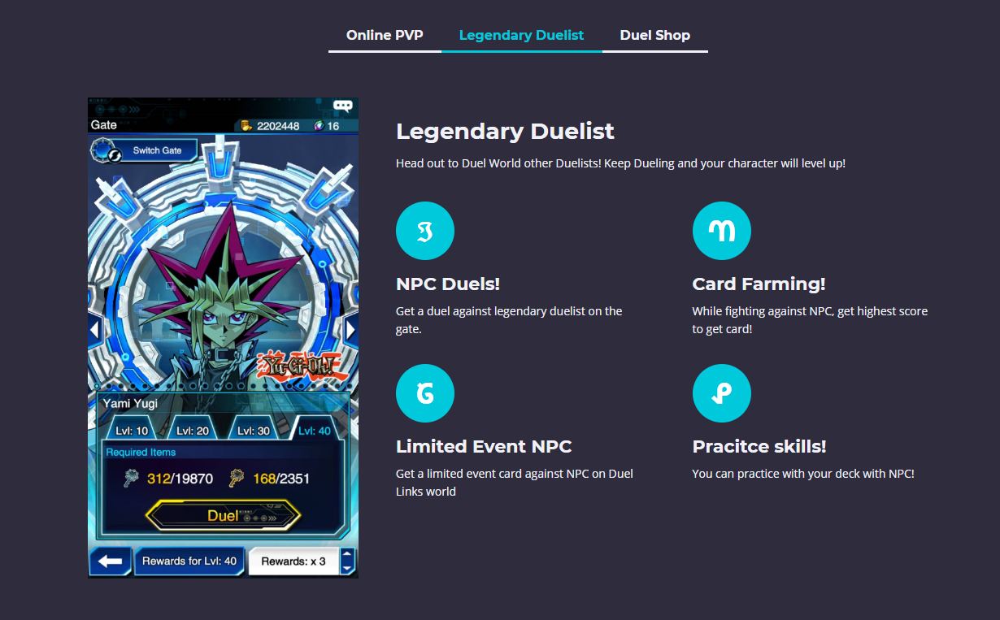 Online PVP
Legendary Duelist
Duel Shop
Gate
2202448
16
Switch Gate
Yu-Gi-Oh!
Yami Yugi
Lvl: 10
Lvl: 20
Lvl: 30
Lvl: 40
Required Items
312/19870
168/2351
Duel
Rewards for Lvl: 40
Rewards: x 3
Legendary Duelist
Head out to Duel World other Duelists! Keep Dueling and your character will level up!
NPC Duels!
Get a duel against legendary duelist on the
gate.
Card Farming!
While fighting against NPC, get highest score
to get card!
Limited Event NPC
Get a limited event card against NPC on Duel
Links world
Pracitce skills!
You can practice with your deck with NPC!